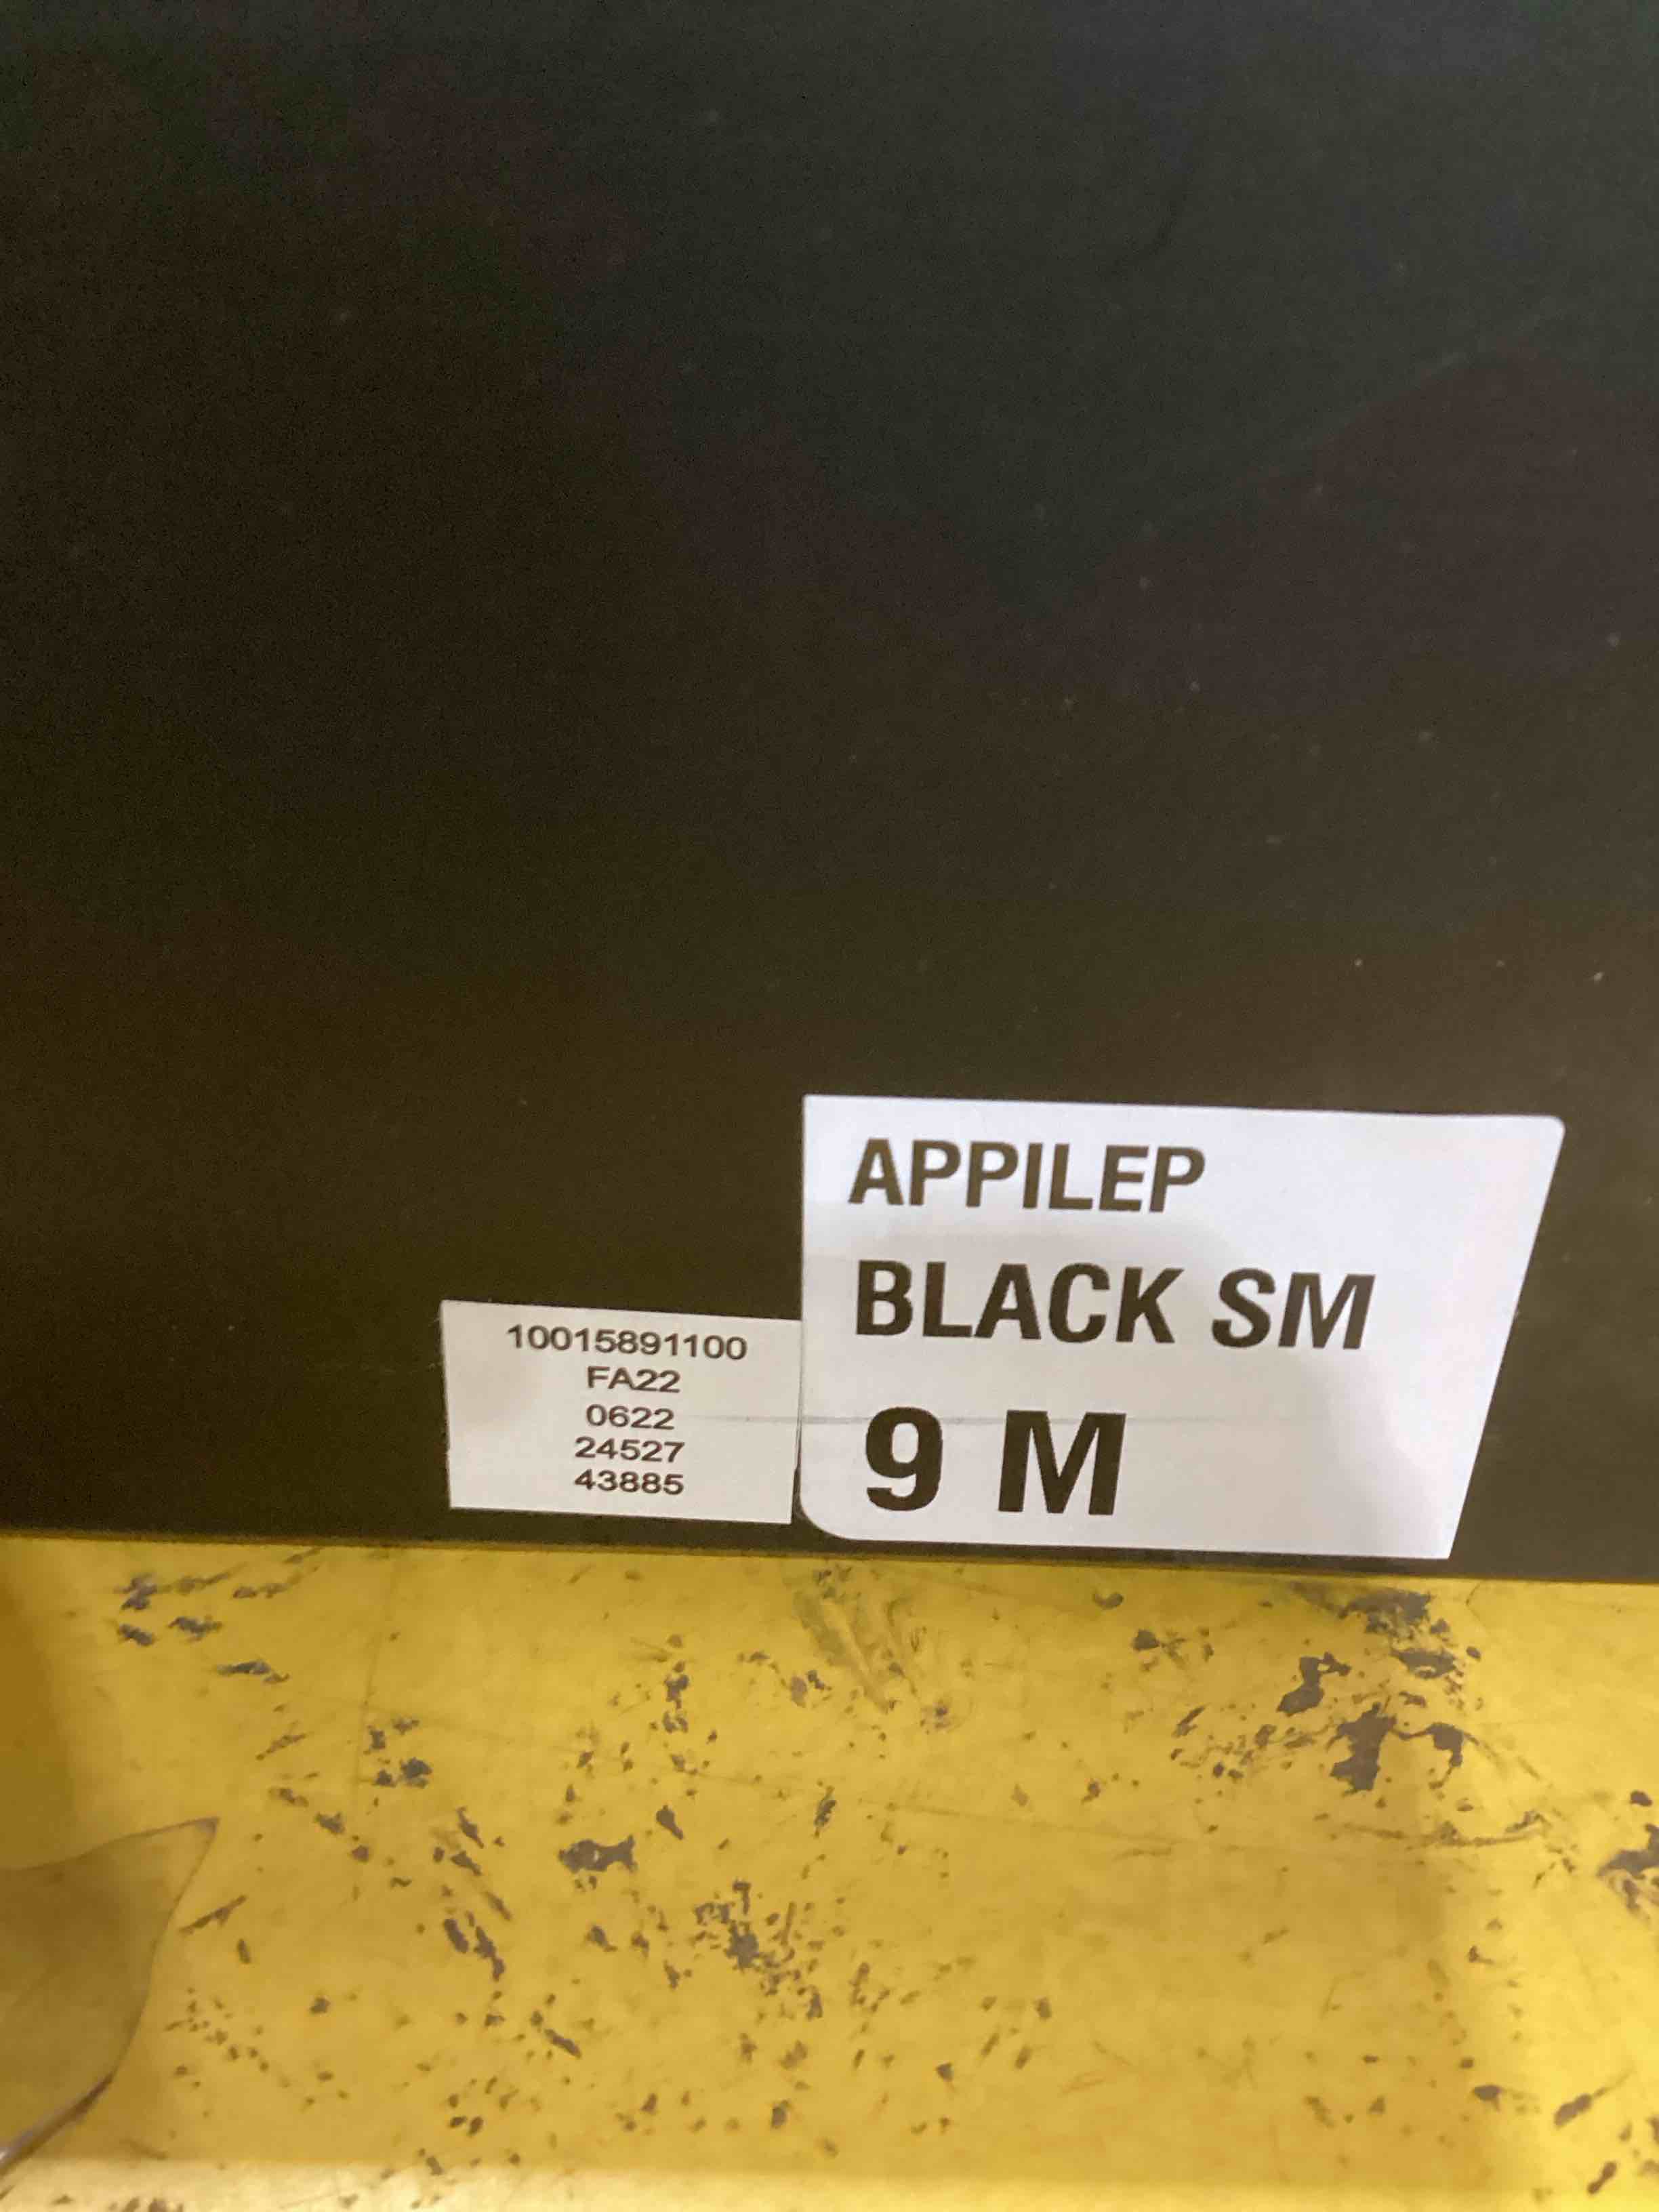 APPILEP
BLACK SM
9 M
10015891100
FA22
0622
24527
43885